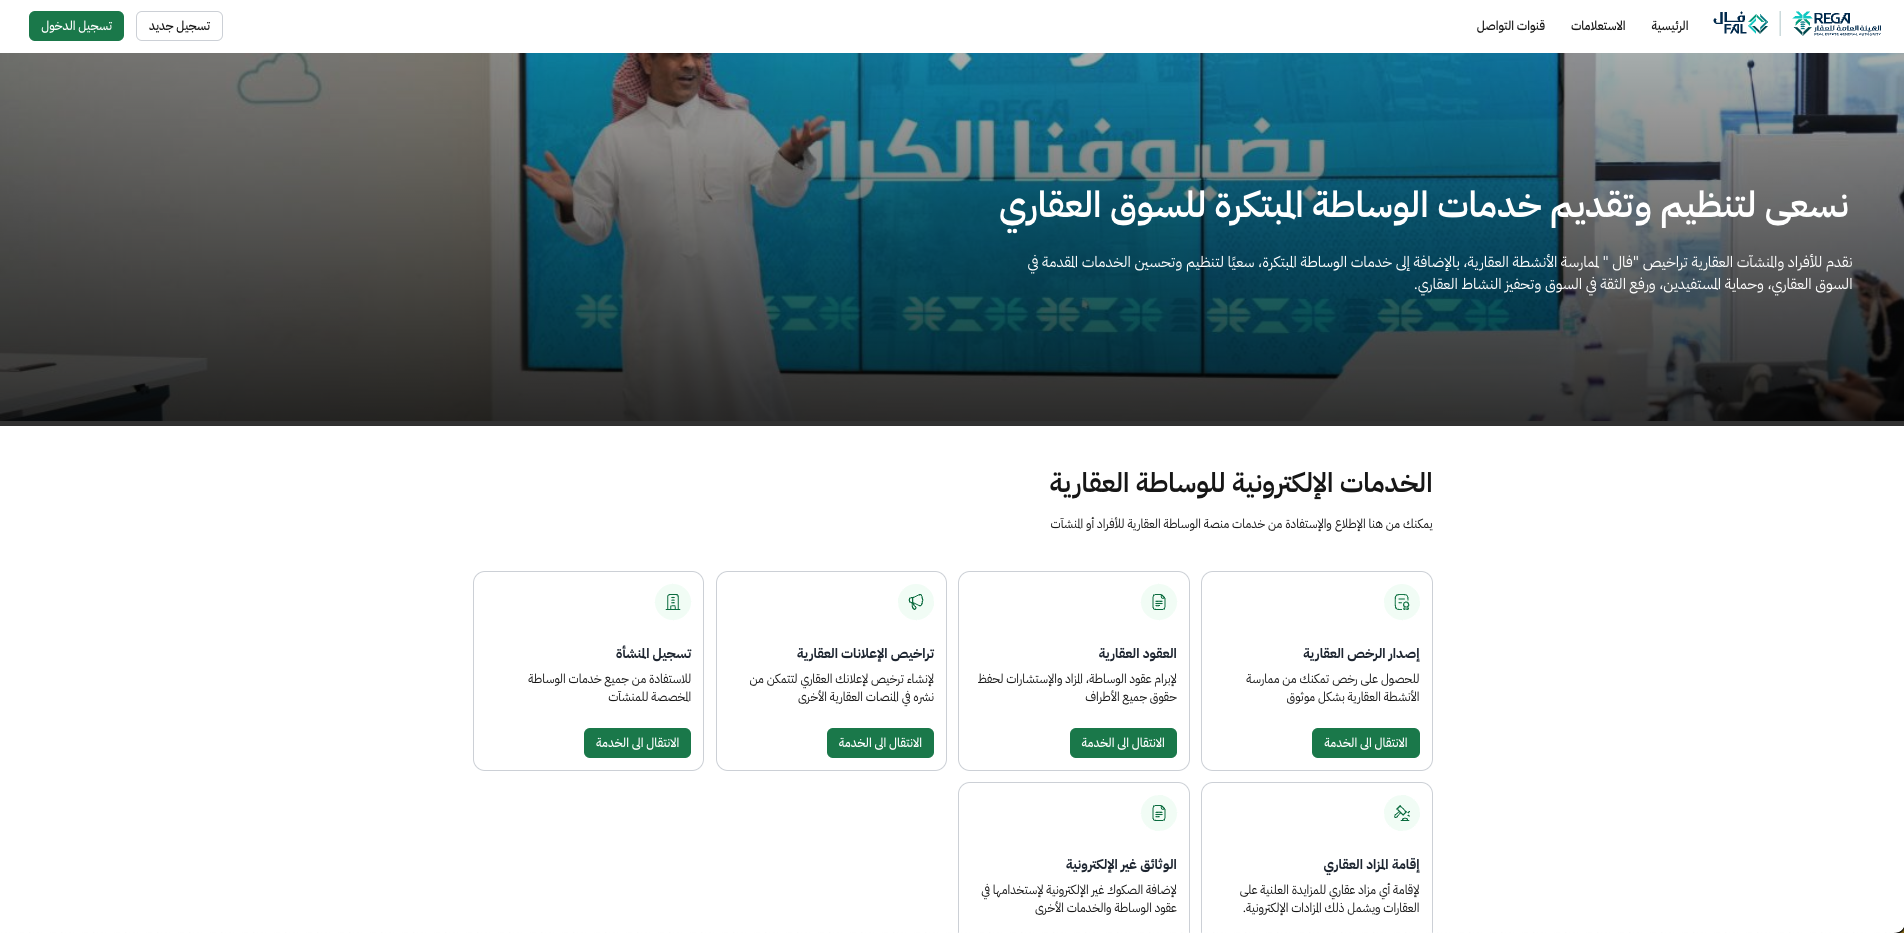 REGA
الهيئة العامة للعقار
REAL ESTATE GENERAL AUTHORITY
فــال
FAL
الرئيسية
الاستعلامات
قنوات التواصل
تسجيل جديد
تسجيل الدخول
بضيوفنا الكرام
نسعى لتنظيم وتقديم خدمات الوساطة المبتكرة للسوق العقاري
نقدم للأفراد والمنشآت العقارية تراخيص "فال " لممارسة الأنشطة العقارية، بالإضافة إلى خدمات الوساطة المبتكرة، سعيًا لتنظيم وتحسين الخدمات المقدمة في
السوق العقاري، وحماية المستفيدين، ورفع الثقة في السوق وتحفيز النشاط العقاري.
الخدمات الإلكترونية للوساطة العقارية
يمكنك من هنا الإطلاع والإستفادة من خدمات منصة الوساطة العقارية للأفراد أو المنشآت
إصدار الرخص العقارية
للحصول على رخص تمكنك من ممارسة
الأنشطة العقارية بشكل موثوق
الانتقال الى الخدمة
العقود العقارية
لإبرام عقود الوساطة، المزاد والإستشارات لحفظ
حقوق جميع الأطراف
الانتقال الى الخدمة
تراخيص الإعلانات العقارية
لإنشاء ترخيص لإعلانك العقاري لتتمكن من
نشره في المنصات العقارية الأخرى
الانتقال الى الخدمة
تسجيل المنشأة
للاستفادة من جميع خدمات الوساطة
المخصصة للمنشآت
الانتقال الى الخدمة
إقامة المزاد العقاري
لإقامة أي مزاد عقاري للمزايدة العلنية على
العقارات ويشمل ذلك المزادات الإلكترونية.
الوثائق غير الإلكترونية
لإضافة الصكوك غير الإلكترونية لإستخدامها في
عقود الوساطة والخدمات الأخرى